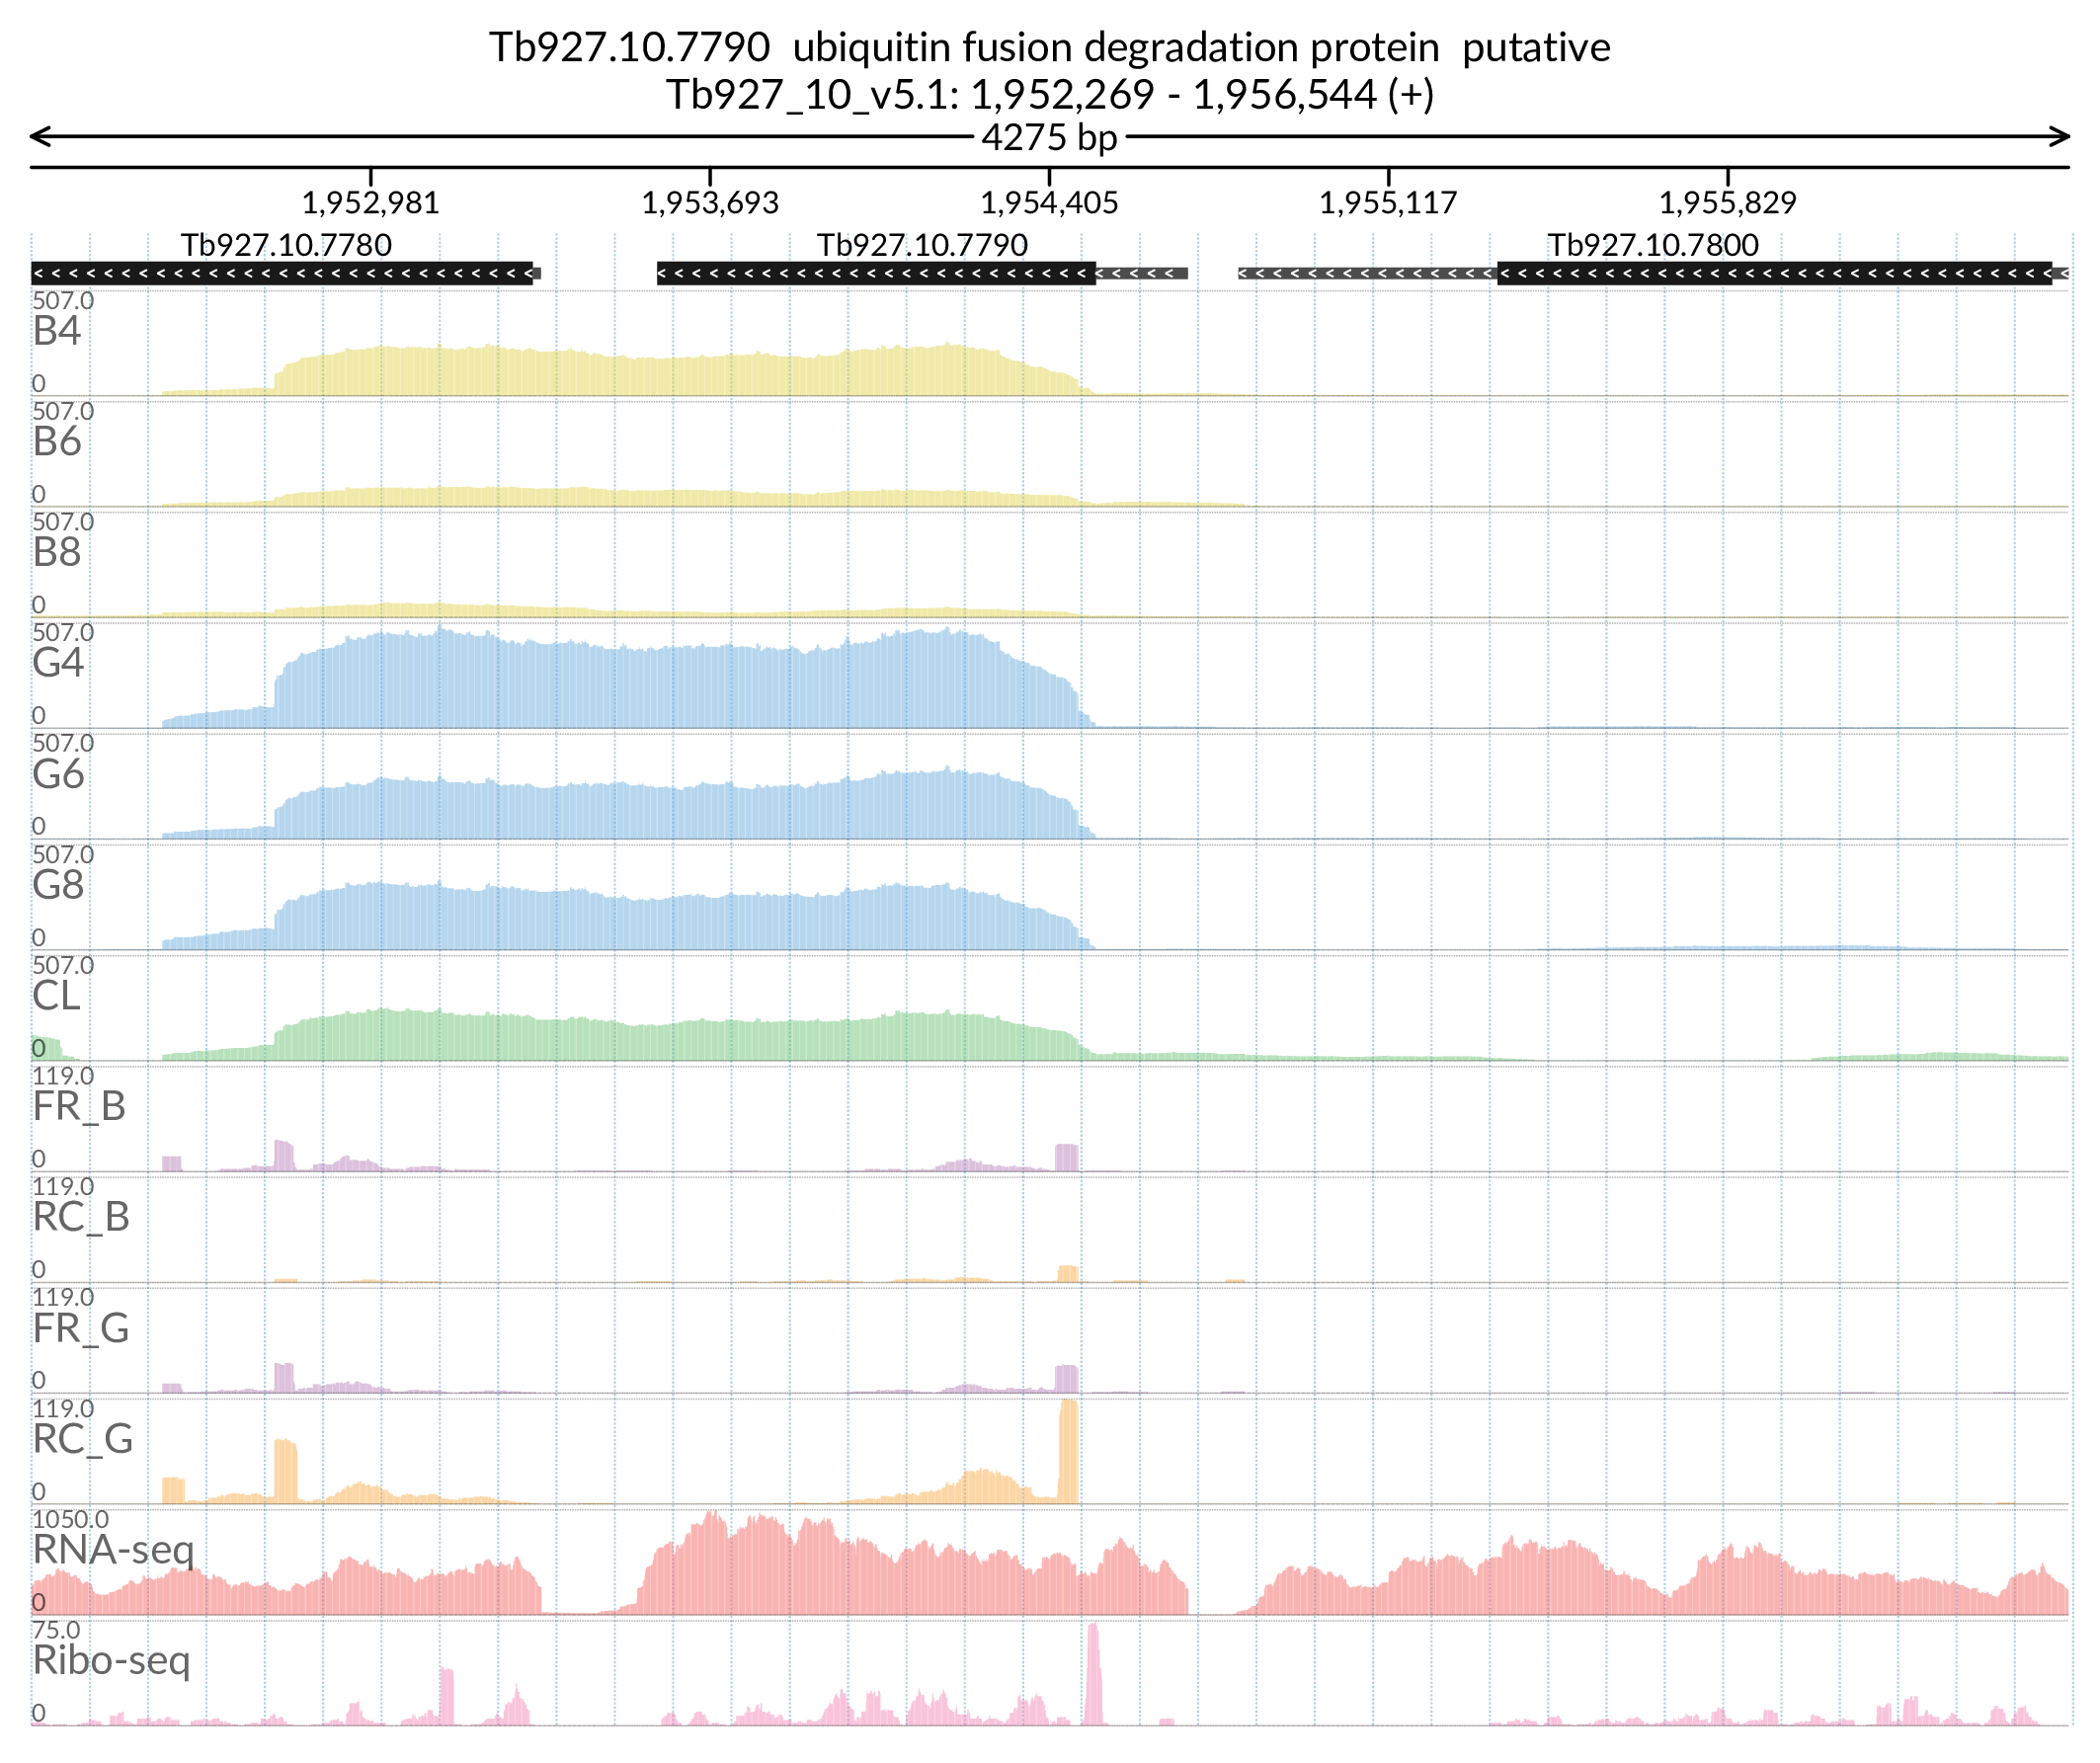 Tb927.10.7790  ubiquitin fusion degradation protein  putative
Tb927_10_v5.1: 1,952,269 - 1,956,544 (+)
4275 bp
1,952,981 1,953,693 1,954,405 1,955,117 1,955,829
Tb927.10.7780 Tb927.10.7790 Tb927.10.7800
507.0
B4
0
507.0
B6
0
507.0
B8
0
507.0
G4
0
507.0
G6
0
507.0
G8
0
507.0
CL
0
119.0
FR_B
0
119.0
RC_B
0
119.0
FR_G
0
119.0
RC_G
0
1050.0
RNA-seq
0
75.0
Ribo-seq
0